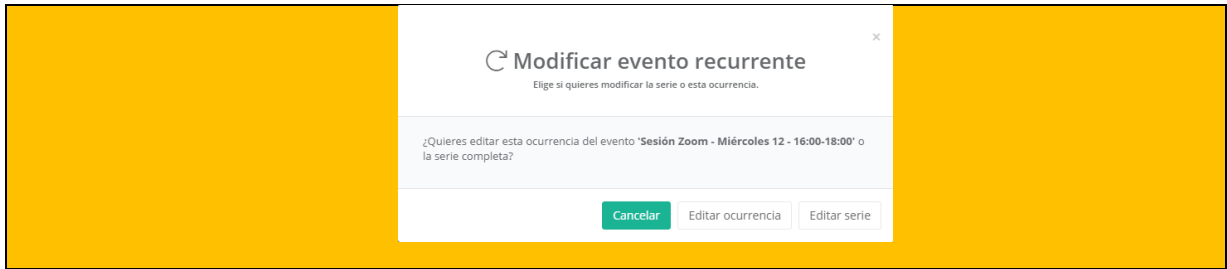 ×
Modificar evento recurrente
Elige si quieres modificar la serie o esta ocurrencia.
¿Quieres editar esta ocurrencia del evento 'Sesión Zoom - Miércoles 12 - 16:00-18:00' o
la serie completa?
Cancelar Editar ocurrencia Editar serie